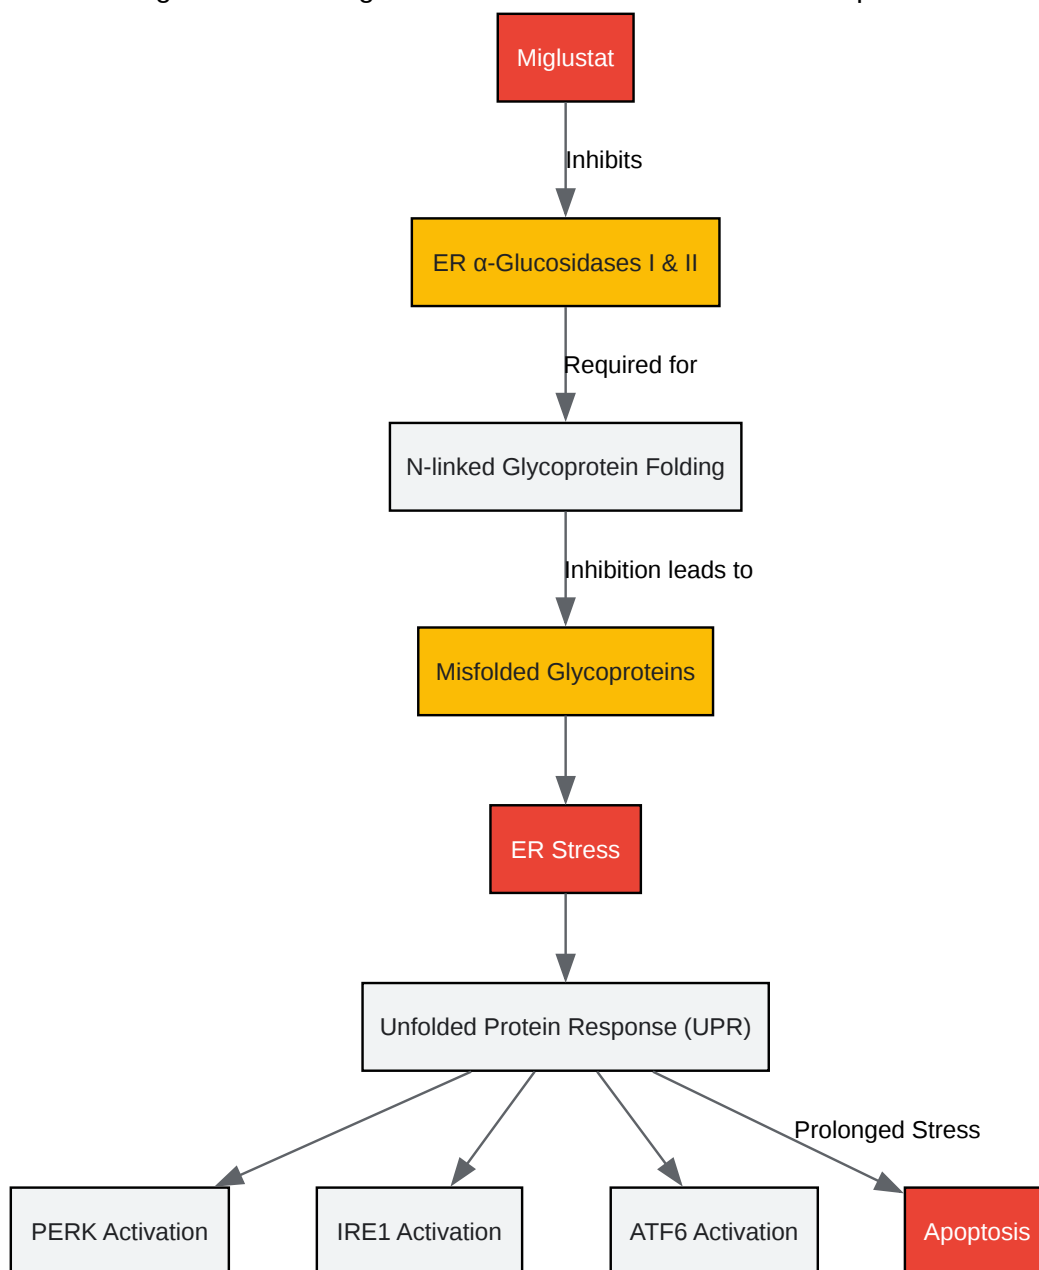 Miglustat
Inhibits
ER α-Glucosidases I & II
Required for
N-linked Glycoprotein Folding
Inhibition leads to
Misfolded Glycoproteins
ER Stress
Unfolded Protein Response (UPR)
Prolonged Stress
PERK Activation
IRE1 Activation
ATF6 Activation
Apoptosis